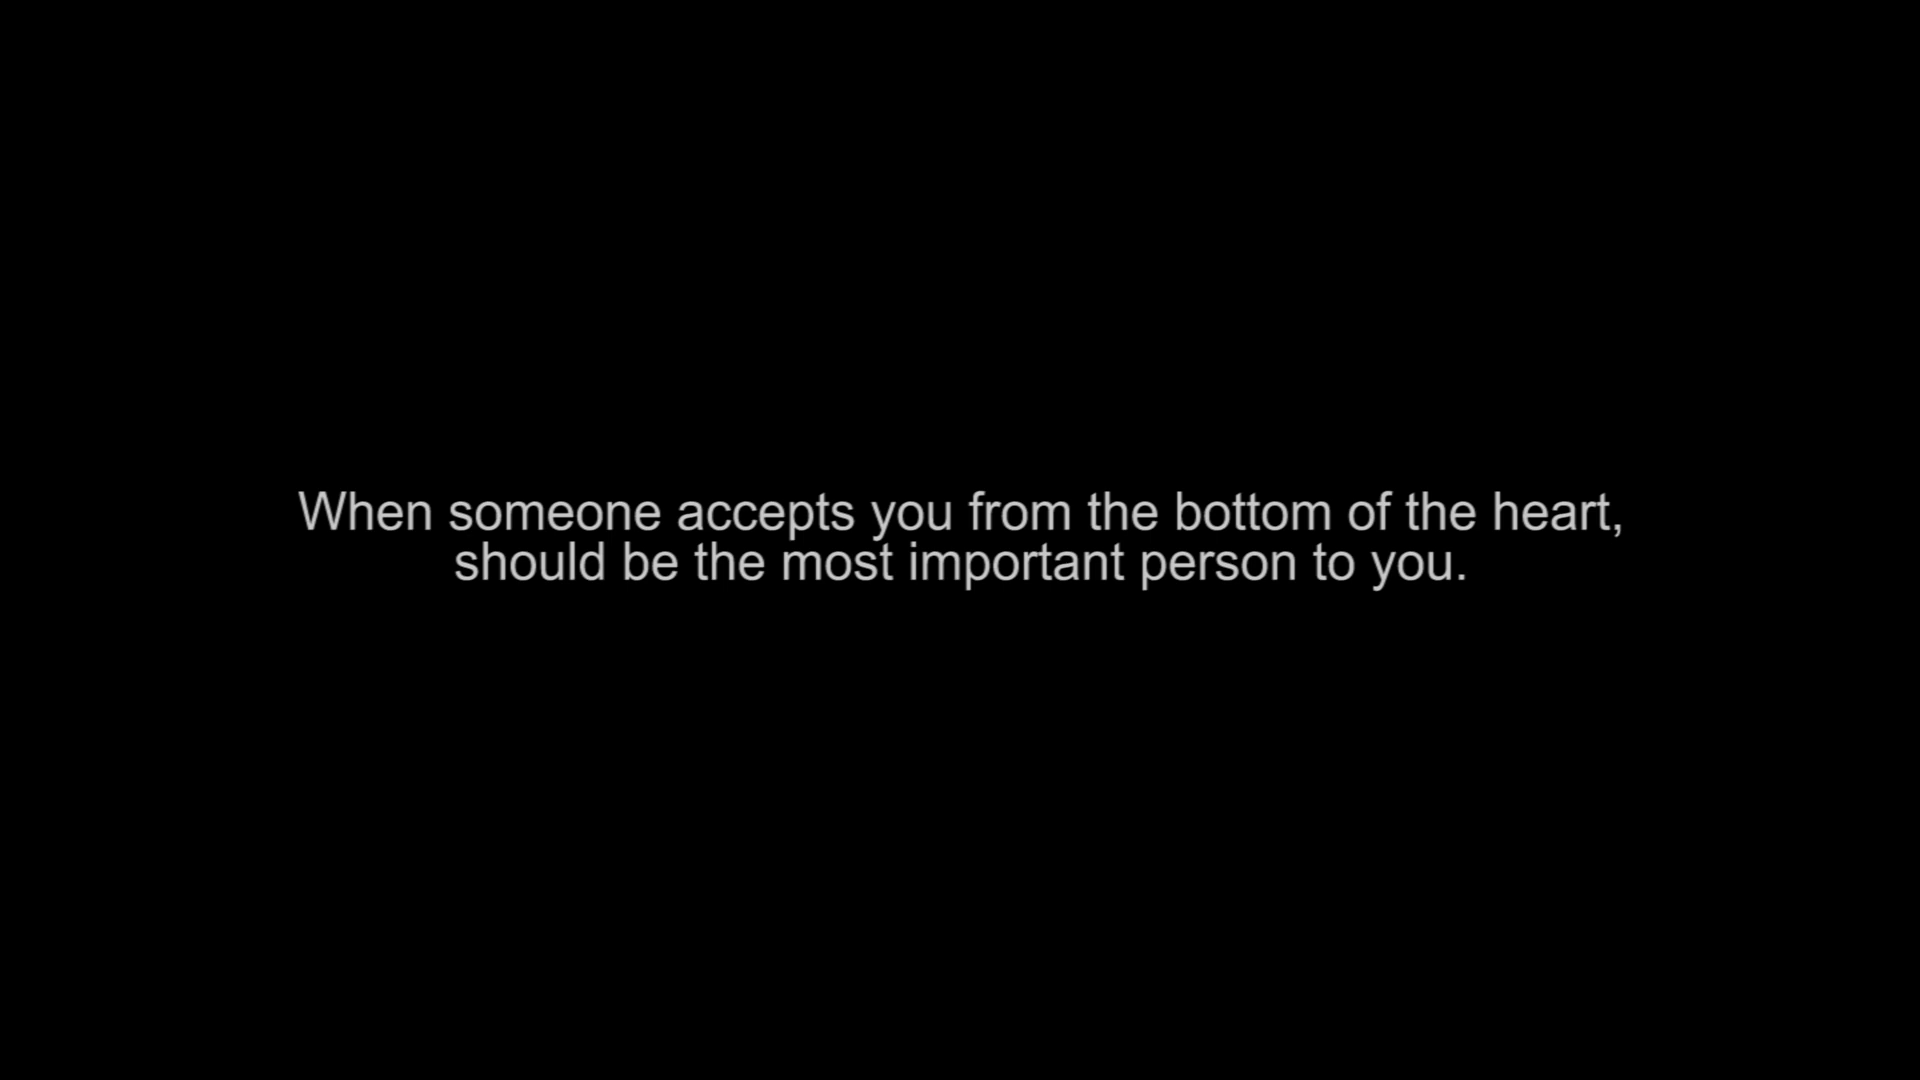 When someone accepts you from the bottom of the heart,
should be the most important person to you.